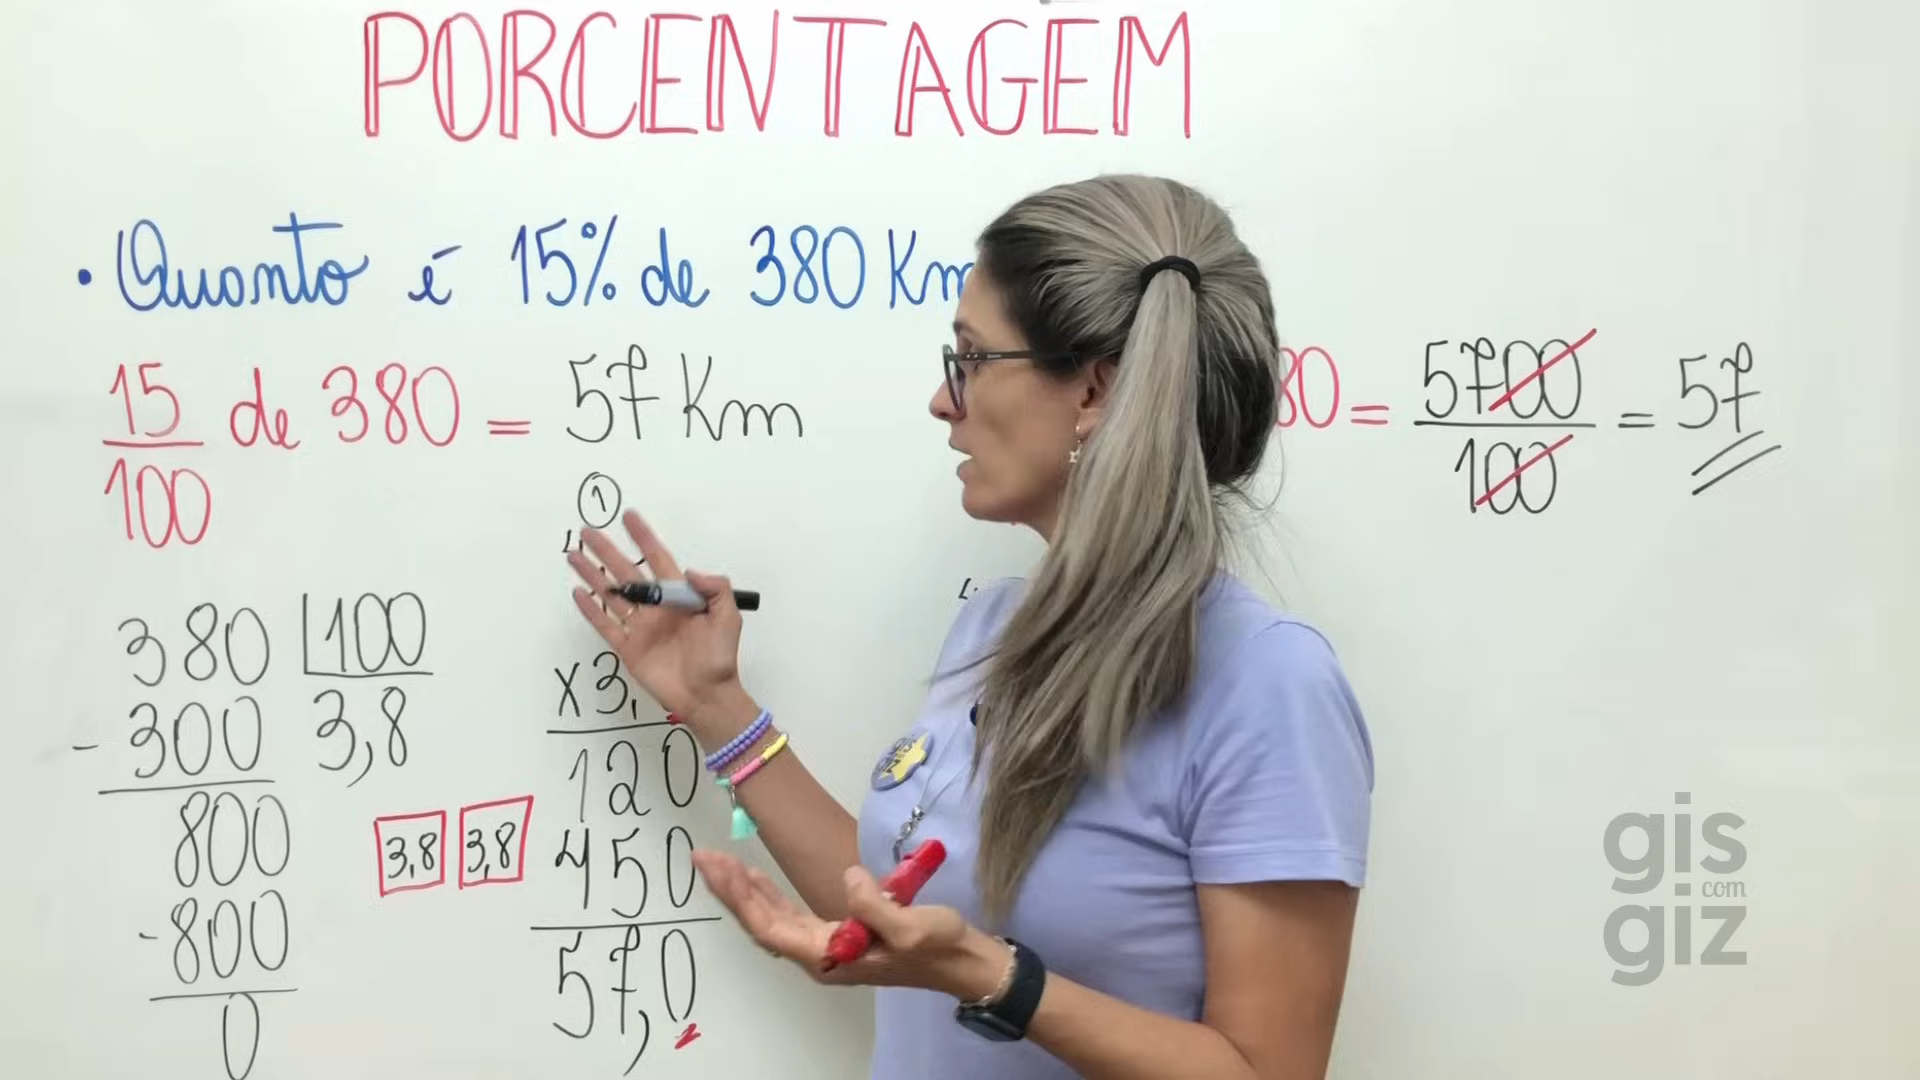 PORCENTAGEM
• Quanto é 15% de 380 Km
15/100 de 380 = 57 Km
80 = 5700/100 = 57
1
380 100
- 300 3,8
800
- 800
0
3,8 3,8
x 3,
120
450
57,0
gis
com
giz